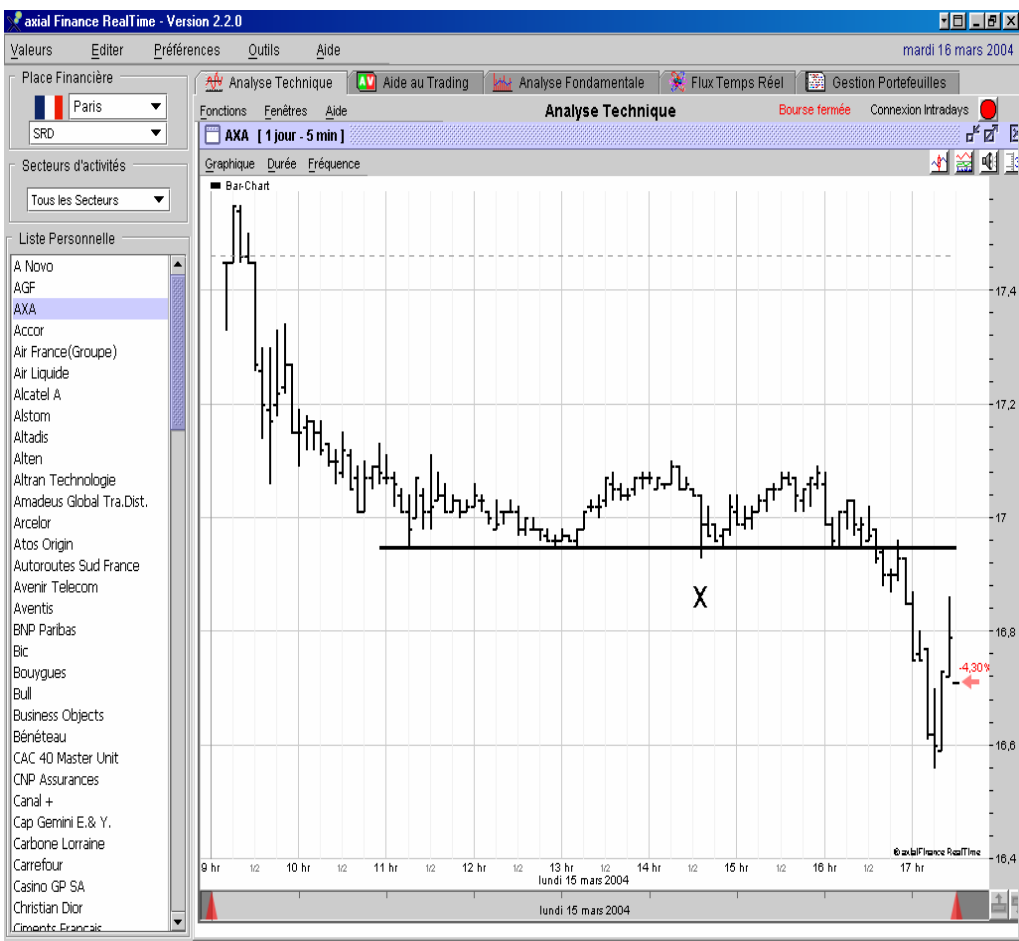 axial Finance RealTime - Version 2.2.0
Valeurs Editer Préférences Outils Aide mardi 16 mars 2004
Place Financière
Paris
SRD
Secteurs d'activités
Tous les Secteurs
Liste Personnelle
A Novo
AGF
AXA
Accor
Air France(Groupe)
Air Liquide
Alcatel A
Alstom
Altadis
Alten
Altran Technologie
Amadeus Global Tra.Dist.
Arcelor
Atos Origin
Autoroutes Sud France
Avenir Telecom
Aventis
BNP Paribas
Bic
Bouygues
Bull
Business Objects
Bénéteau
CAC 40 Master Unit
CNP Assurances
Canal +
Cap Gemini E.& Y.
Carbone Lorraine
Carrefour
Casino GP SA
Christian Dior
Ciments Français
Analyse Technique AV Aide au Trading Analyse Fondamentale Flux Temps Réel Gestion Portefeuilles
Fonctions Fenêtres Aide Analyse Technique Bourse fermée Connexion Intradays
AXA [ 1 jour - 5 min ]
Graphique Durée Fréquence
Bar-Chart
17,4
17,2
17
X
16,8
-4,30%
16,6
© axialFinance RealTime
16,4
9 hr 1/2 10 hr 1/2 11 hr 1/2 12 hr 1/2 13 hr 1/2 14 hr 1/2 15 hr 1/2 16 hr 1/2 17 hr
lundi 15 mars 2004
lundi 15 mars 2004